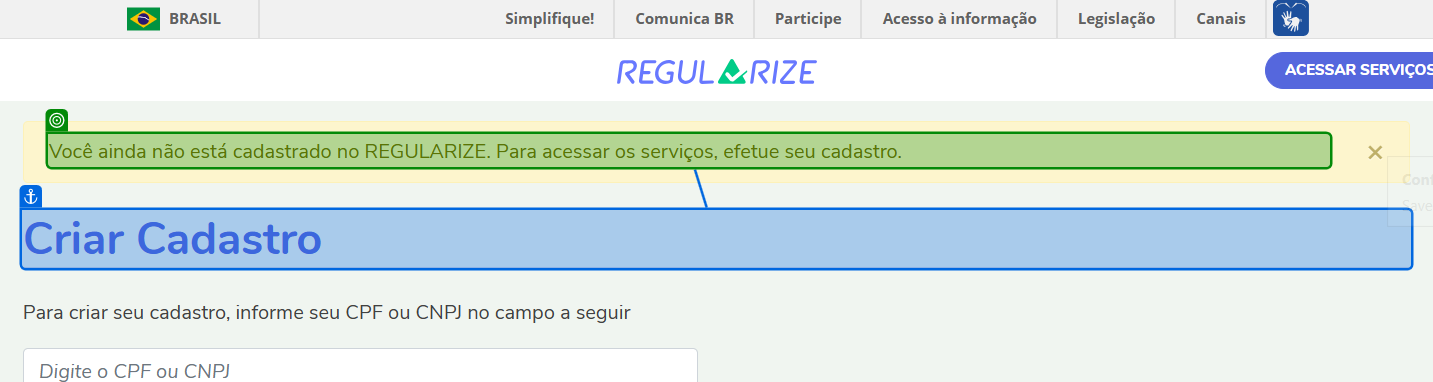 BRASIL
Simplifique!
Comunica BR
Participe
Acesso à informação
Legislação
Canais
REGULARIZE
ACESSAR SERVIÇOS
Você ainda não está cadastrado no REGULARIZE. Para acessar os serviços, efetue seu cadastro.
×
Criar Cadastro
Para criar seu cadastro, informe seu CPF ou CNPJ no campo a seguir
Digite o CPF ou CNPJ